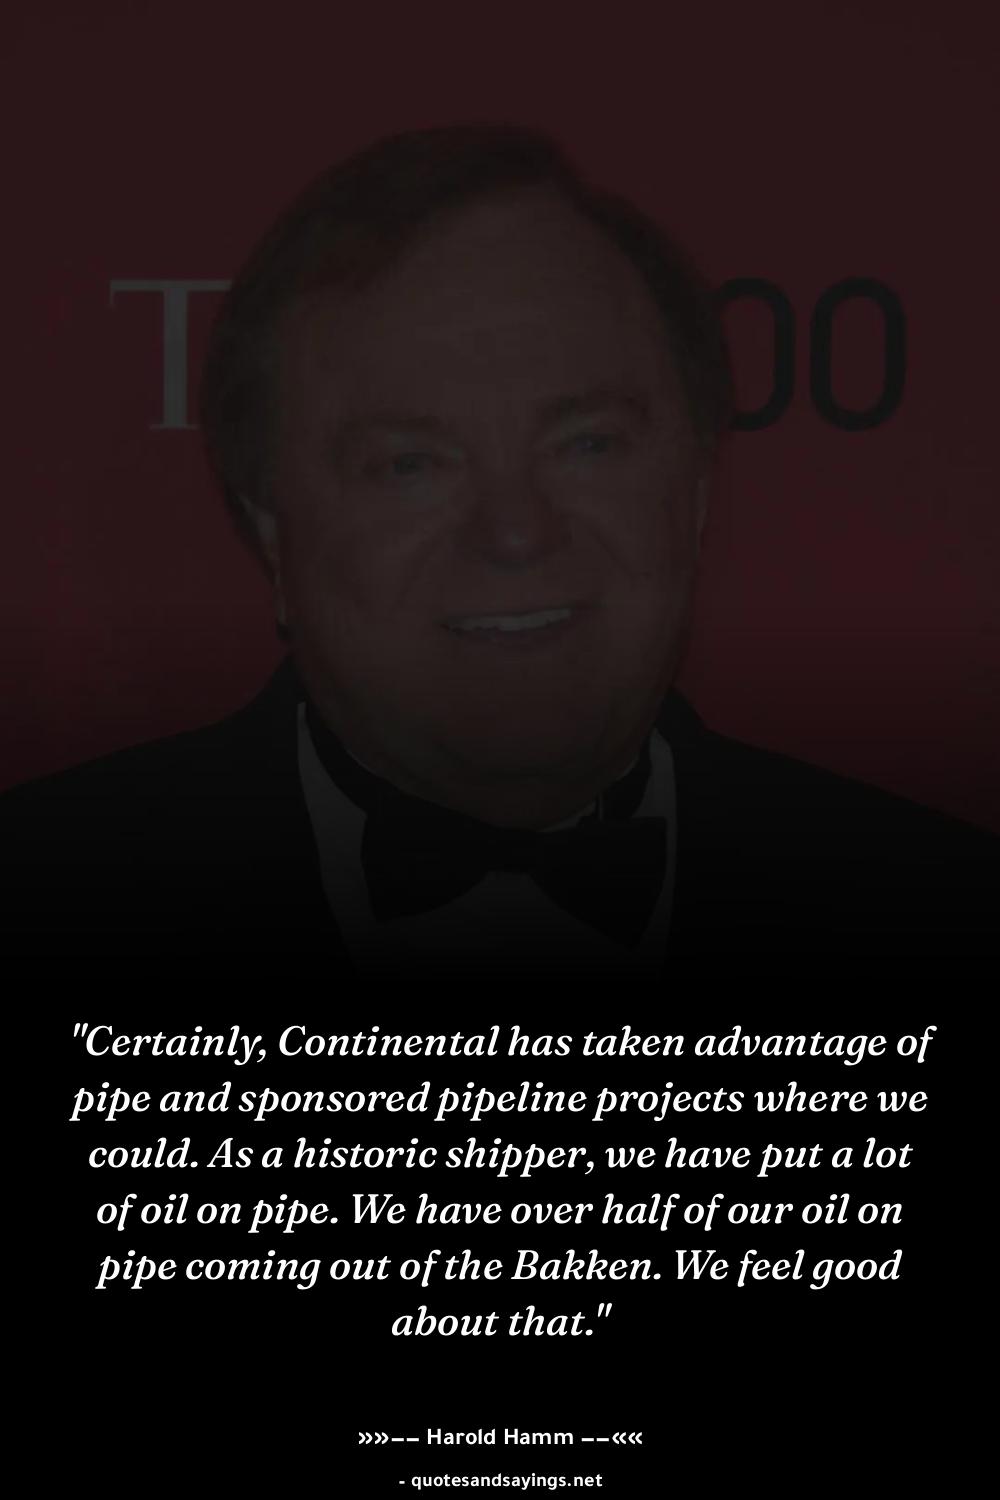 T 00
"Certainly, Continental has taken advantage of
pipe and sponsored pipeline projects where we
could. As a historic shipper, we have put a lot
of oil on pipe. We have over half of our oil on
pipe coming out of the Bakken. We feel good
about that."
»»—— Harold Hamm ——««
- quotesandsayings.net